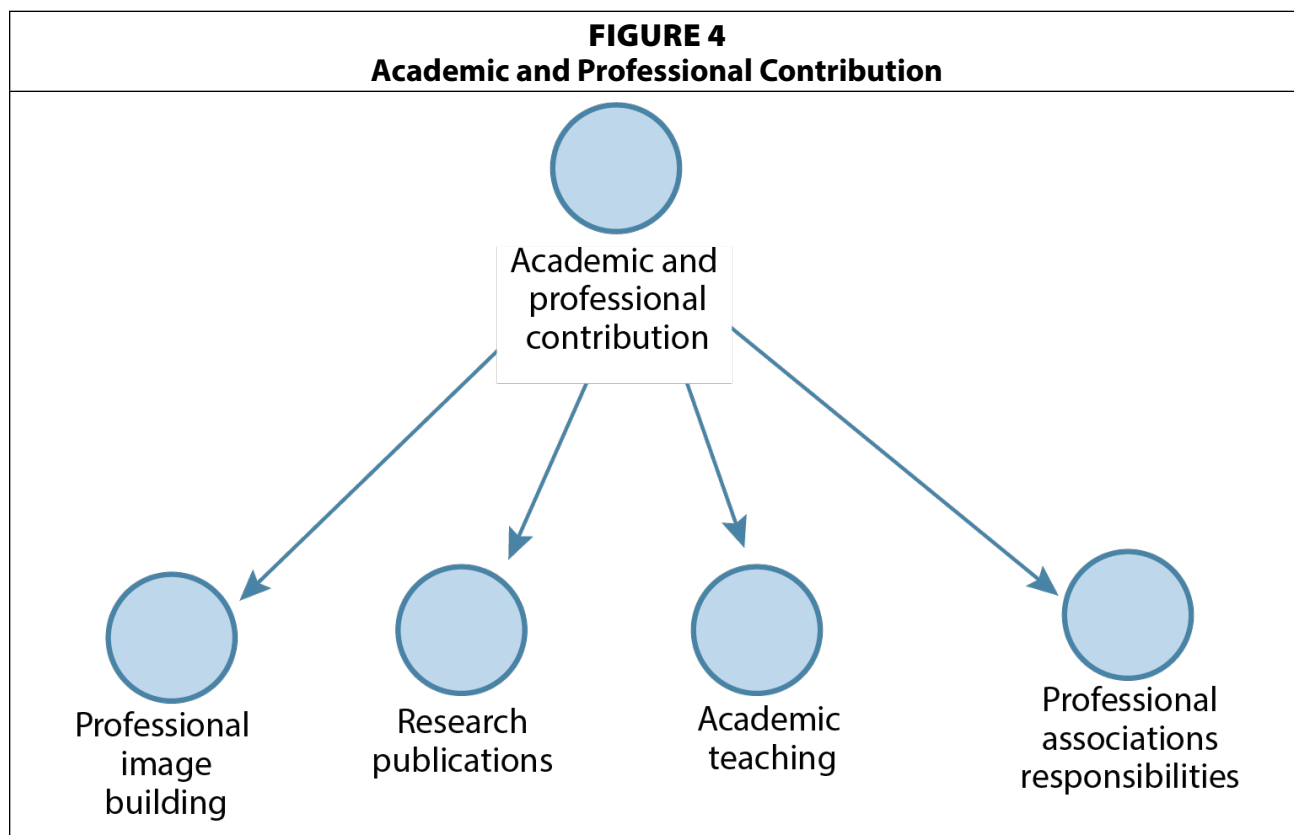 FIGURE 4
Academic and Professional Contribution
Academic and
professional
contribution
Professional
image
building
Research
publications
Academic
teaching
Professional
associations
responsibilities